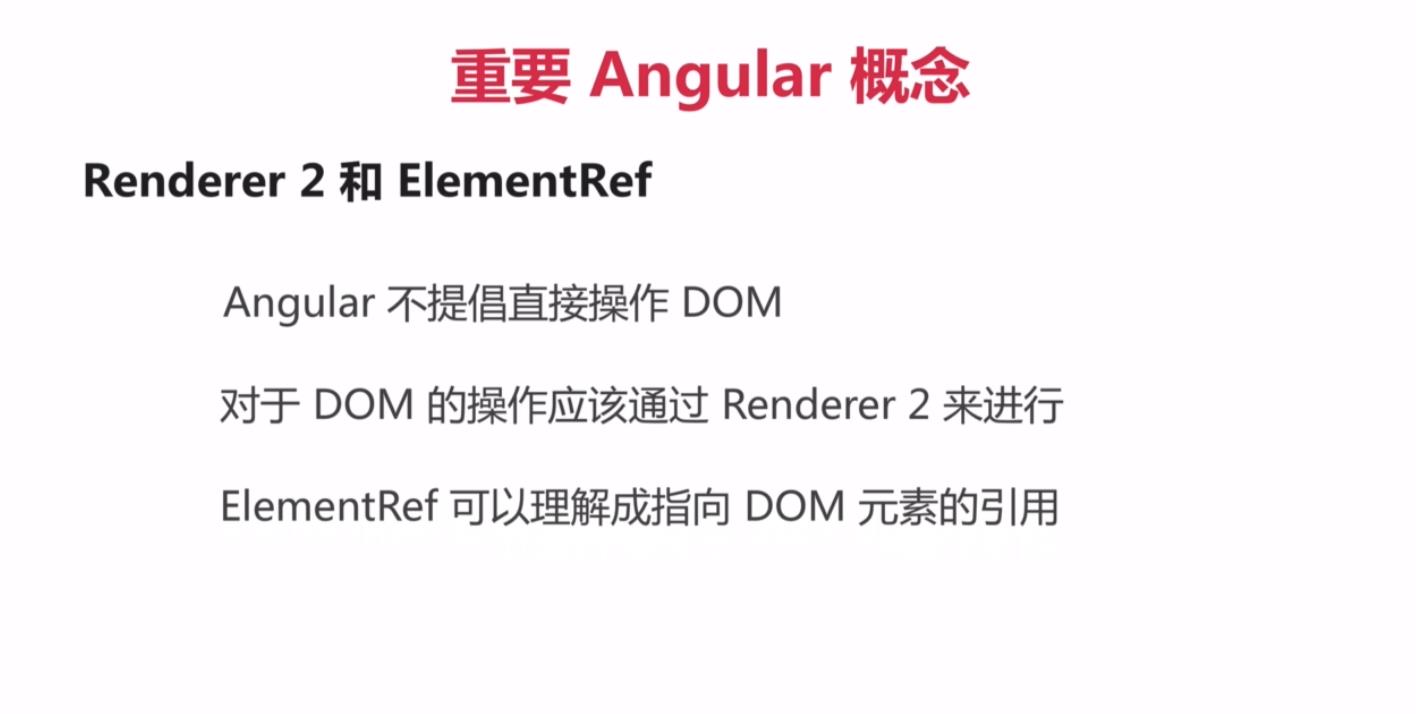 重要 Angular 概念
Renderer 2 和 ElementRef
Angular 不提倡直接操作 DOM
对于 DOM 的操作应该通过 Renderer 2 来进行
ElementRef 可以理解成指向 DOM 元素的引用